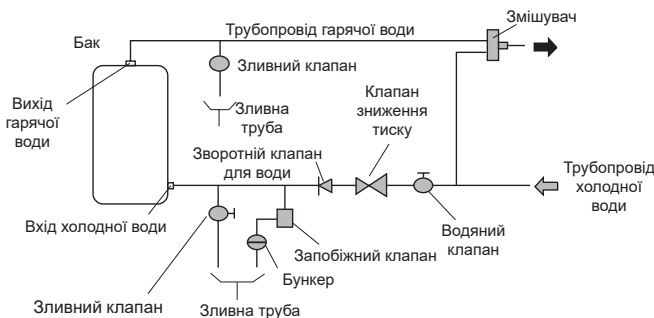 Змішувач
Трубопровід гарячої води
Бак
Зливний клапан
Клапан
зниження
тиску
Вихід
гарячої
води
Зливна
труба
Зворотній клапан
для води
Трубопровід
холодної
води
Вхід холодної води
Водяний
клапан
Запобіжний клапан
Бункер
Зливний клапан
Зливна труба